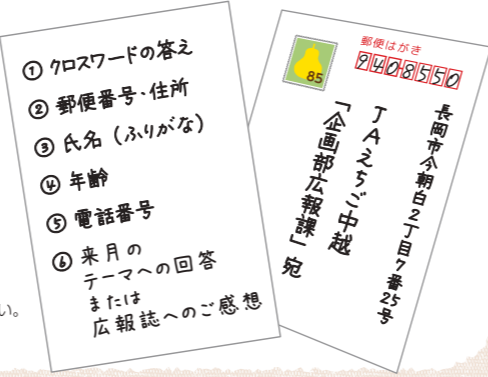 ① クロスワードの答え
② 郵便番号・住所
③ 氏名（ふりがな）
④ 年齢
⑤ 電話番号
⑥ 来月の
テーマへの回答
または
広報誌へのご感想
い。
85
郵便はがき
9408550
長岡市今朝白2丁目7番25号
JAえちご中越
「企画部広報課」宛